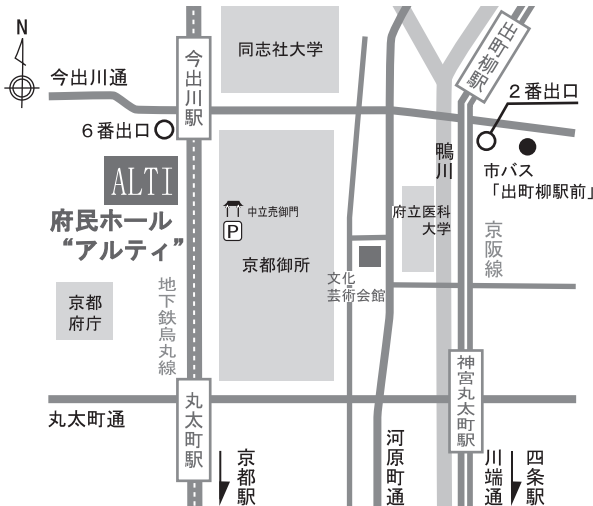 N
今出川通
今出川駅
同志社大学
出町柳駅
2番出口
6番出口
鴨川
市バス
「出町柳駅前」
ALTI
府民ホール
“アルティ”
中立売御門
P
京都御所
府立医科
大学
京阪線
文化
芸術会館
京都
府庁
地下鉄烏丸線
神宮丸太町駅
丸太町駅
丸太町通
京都駅
河原町通
川端通
四条駅